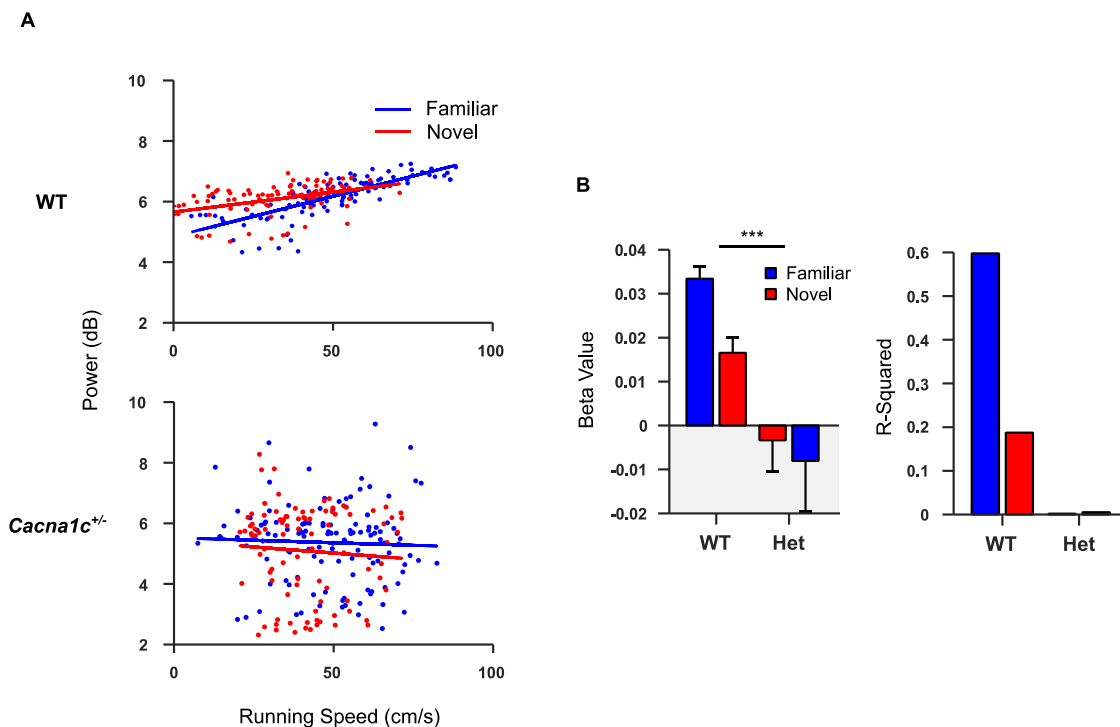 A
10
8
6
4
2
0
50
100
Familiar
Novel
WT
Power (dB)
10
8
6
4
2
0
50
100
Cacna1c+/-
Running Speed (cm/s)
B
***
0.04
0.03
0.02
0.01
0
-0.01
-0.02
Beta Value
Familiar
Novel
WT Het
0.6
0.5
0.4
0.3
0.2
0.1
0
R-Squared
WT Het